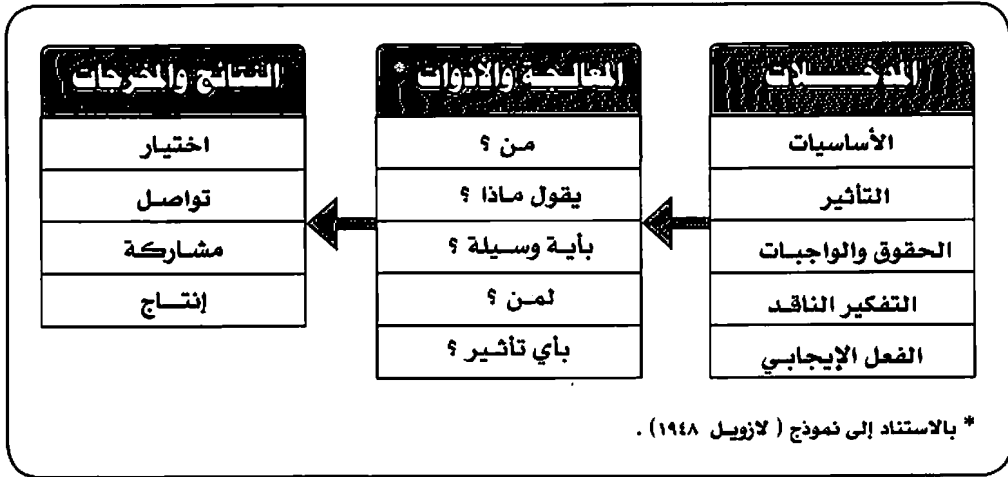 المدخــــلات
الأساسيات
التأثير
الحقوق والواجبات
التفكير الناقد
الفعل الإيجابي
المعالجة والأدوات *
من ؟
يقول ماذا ؟
بأية وسيلة ؟
لمن ؟
بأي تأثير ؟
النتائج والمخرجات
اختيار
تواصل
مشاركة
إنتاج
* بالاستناد إلى نموذج ( لازويل ١٩٤٨) .